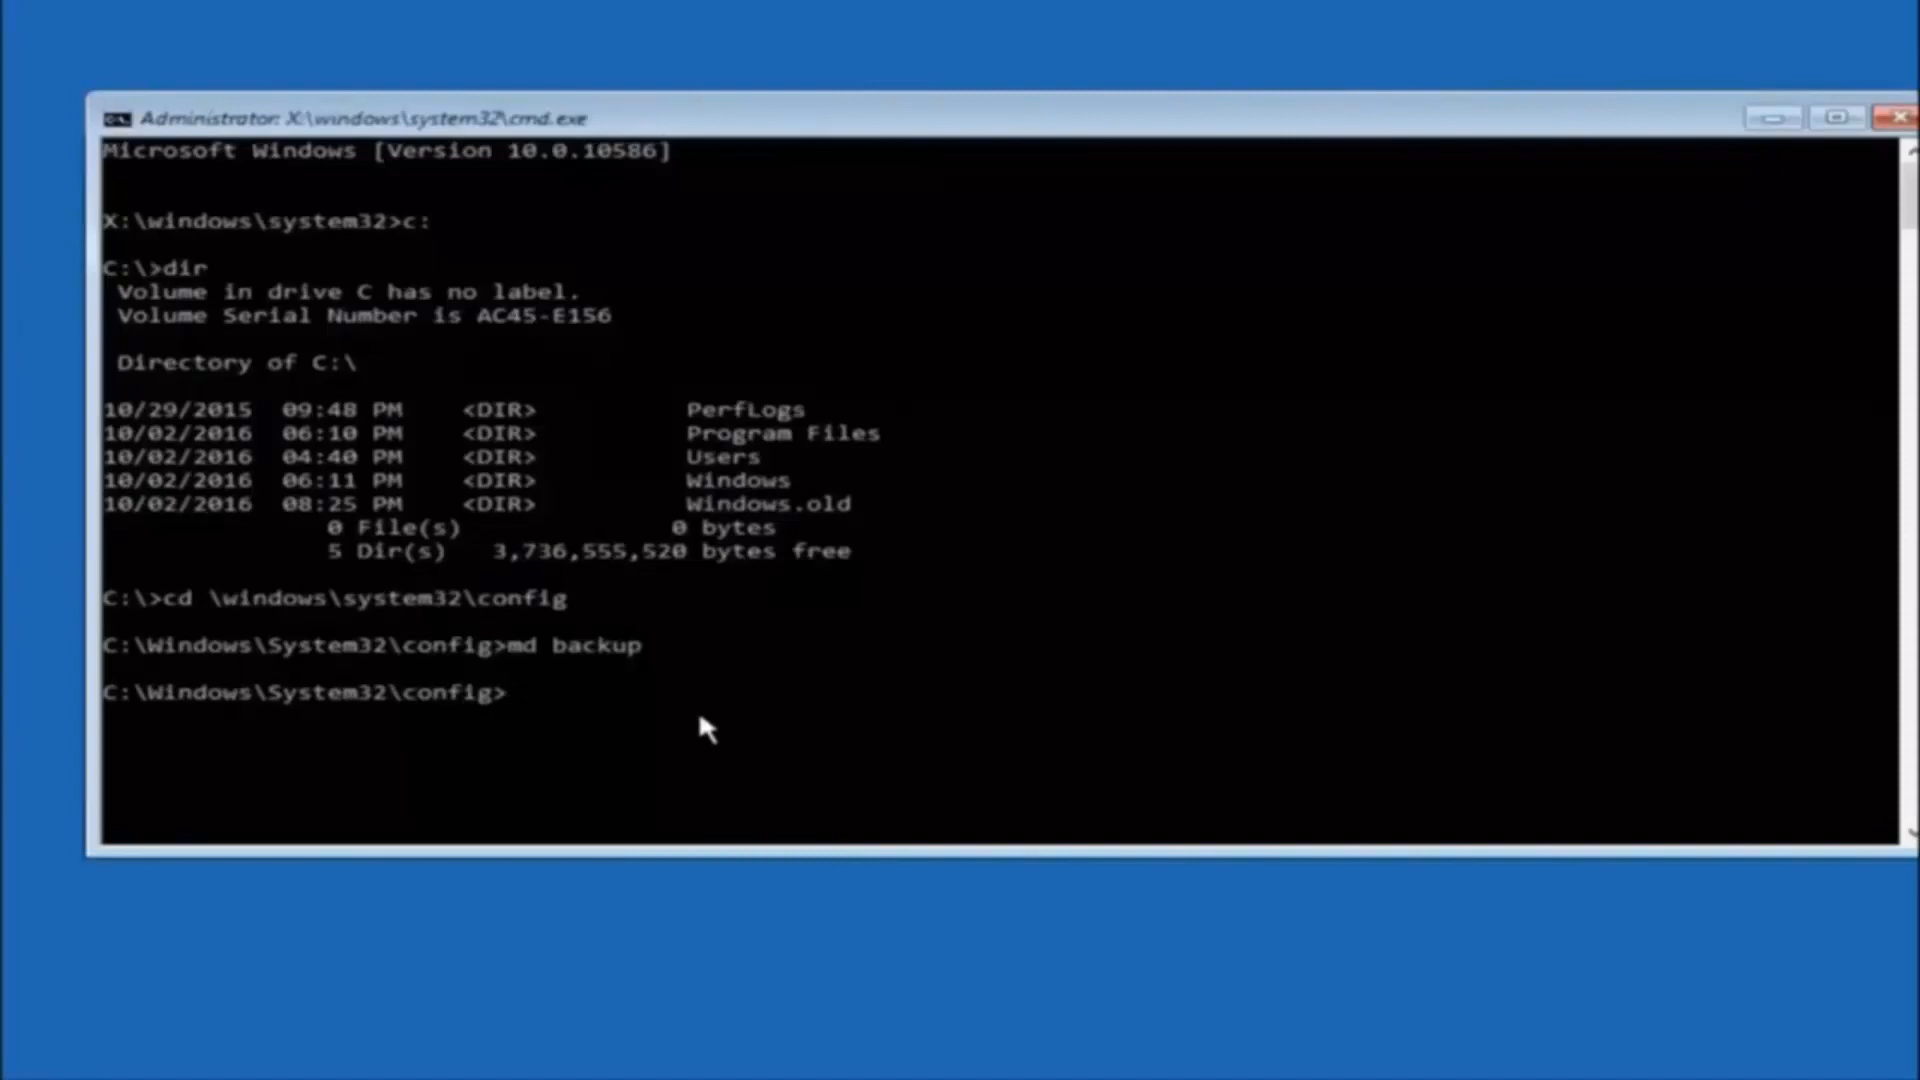 Administrator: X:\windows\system32\cmd.exe
Microsoft Windows [Version 10.0.10586]
X:\windows\system32>c:
C:\>dir
Volume in drive C has no label.
Volume Serial Number is AC45-E156
Directory of C:\
10/29/2015 09:48 PM <DIR> PerfLogs
10/02/2016 06:10 PM <DIR> Program Files
10/02/2016 04:40 PM <DIR> Users
10/02/2016 06:11 PM <DIR> Windows
10/02/2016 08:25 PM <DIR> Windows.old
0 File(s) 0 bytes
5 Dir(s) 3,736,555,520 bytes free
C:\>cd \windows\system32\config
C:\Windows\System32\config>md backup
C:\Windows\System32\config>